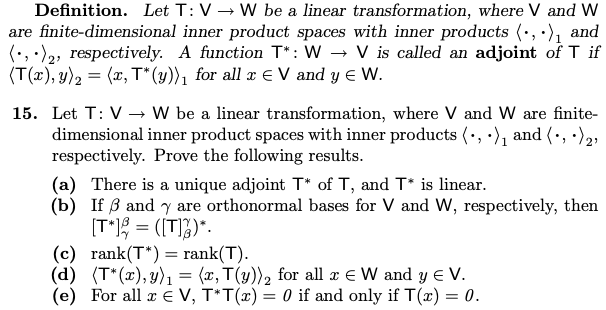 Definition. Let T: V → W be a linear transformation, where V and W
are finite-dimensional inner product spaces with inner products ⟨·, ·⟩₁ and
⟨·, ·⟩₂, respectively. A function T*: W → V is called an adjoint of T if
⟨T(x), y⟩₂ = ⟨x, T*(y)⟩₁ for all x ∈ V and y ∈ W.
15. Let T: V → W be a linear transformation, where V and W are finite-
dimensional inner product spaces with inner products ⟨·, ·⟩₁ and ⟨·, ·⟩₂,
respectively. Prove the following results.
(a) There is a unique adjoint T* of T, and T* is linear.
(b) If β and γ are orthonormal bases for V and W, respectively, then
[T*]ᵝᵧ = ([T]ᵞᵦ)*.
(c) rank(T*) = rank(T).
(d) ⟨T*(x), y⟩₁ = ⟨x, T(y)⟩₂ for all x ∈ W and y ∈ V.
(e) For all x ∈ V, T*T(x) = 0 if and only if T(x) = 0.